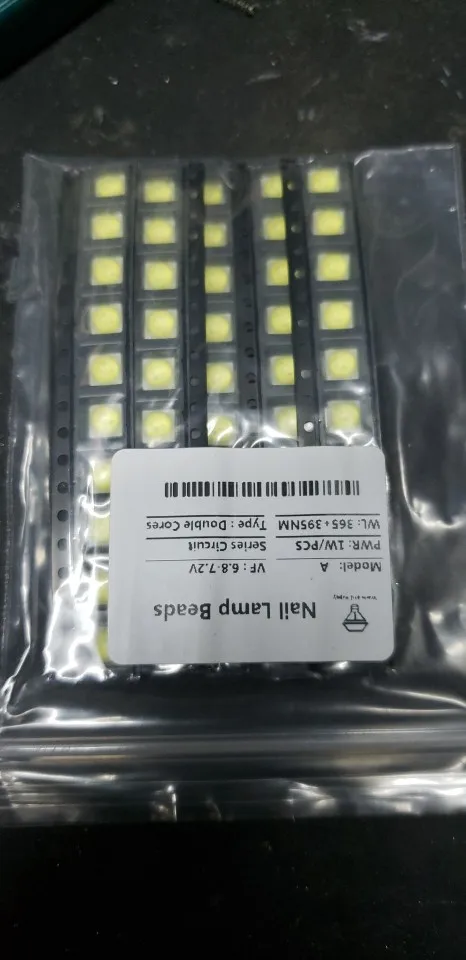 Nail Lamp Beads
Model: A
VF : 6.8-7.2V
PWR: 1W/PCS
Series Circuit
WL: 365+395NM
Type : Double Cores